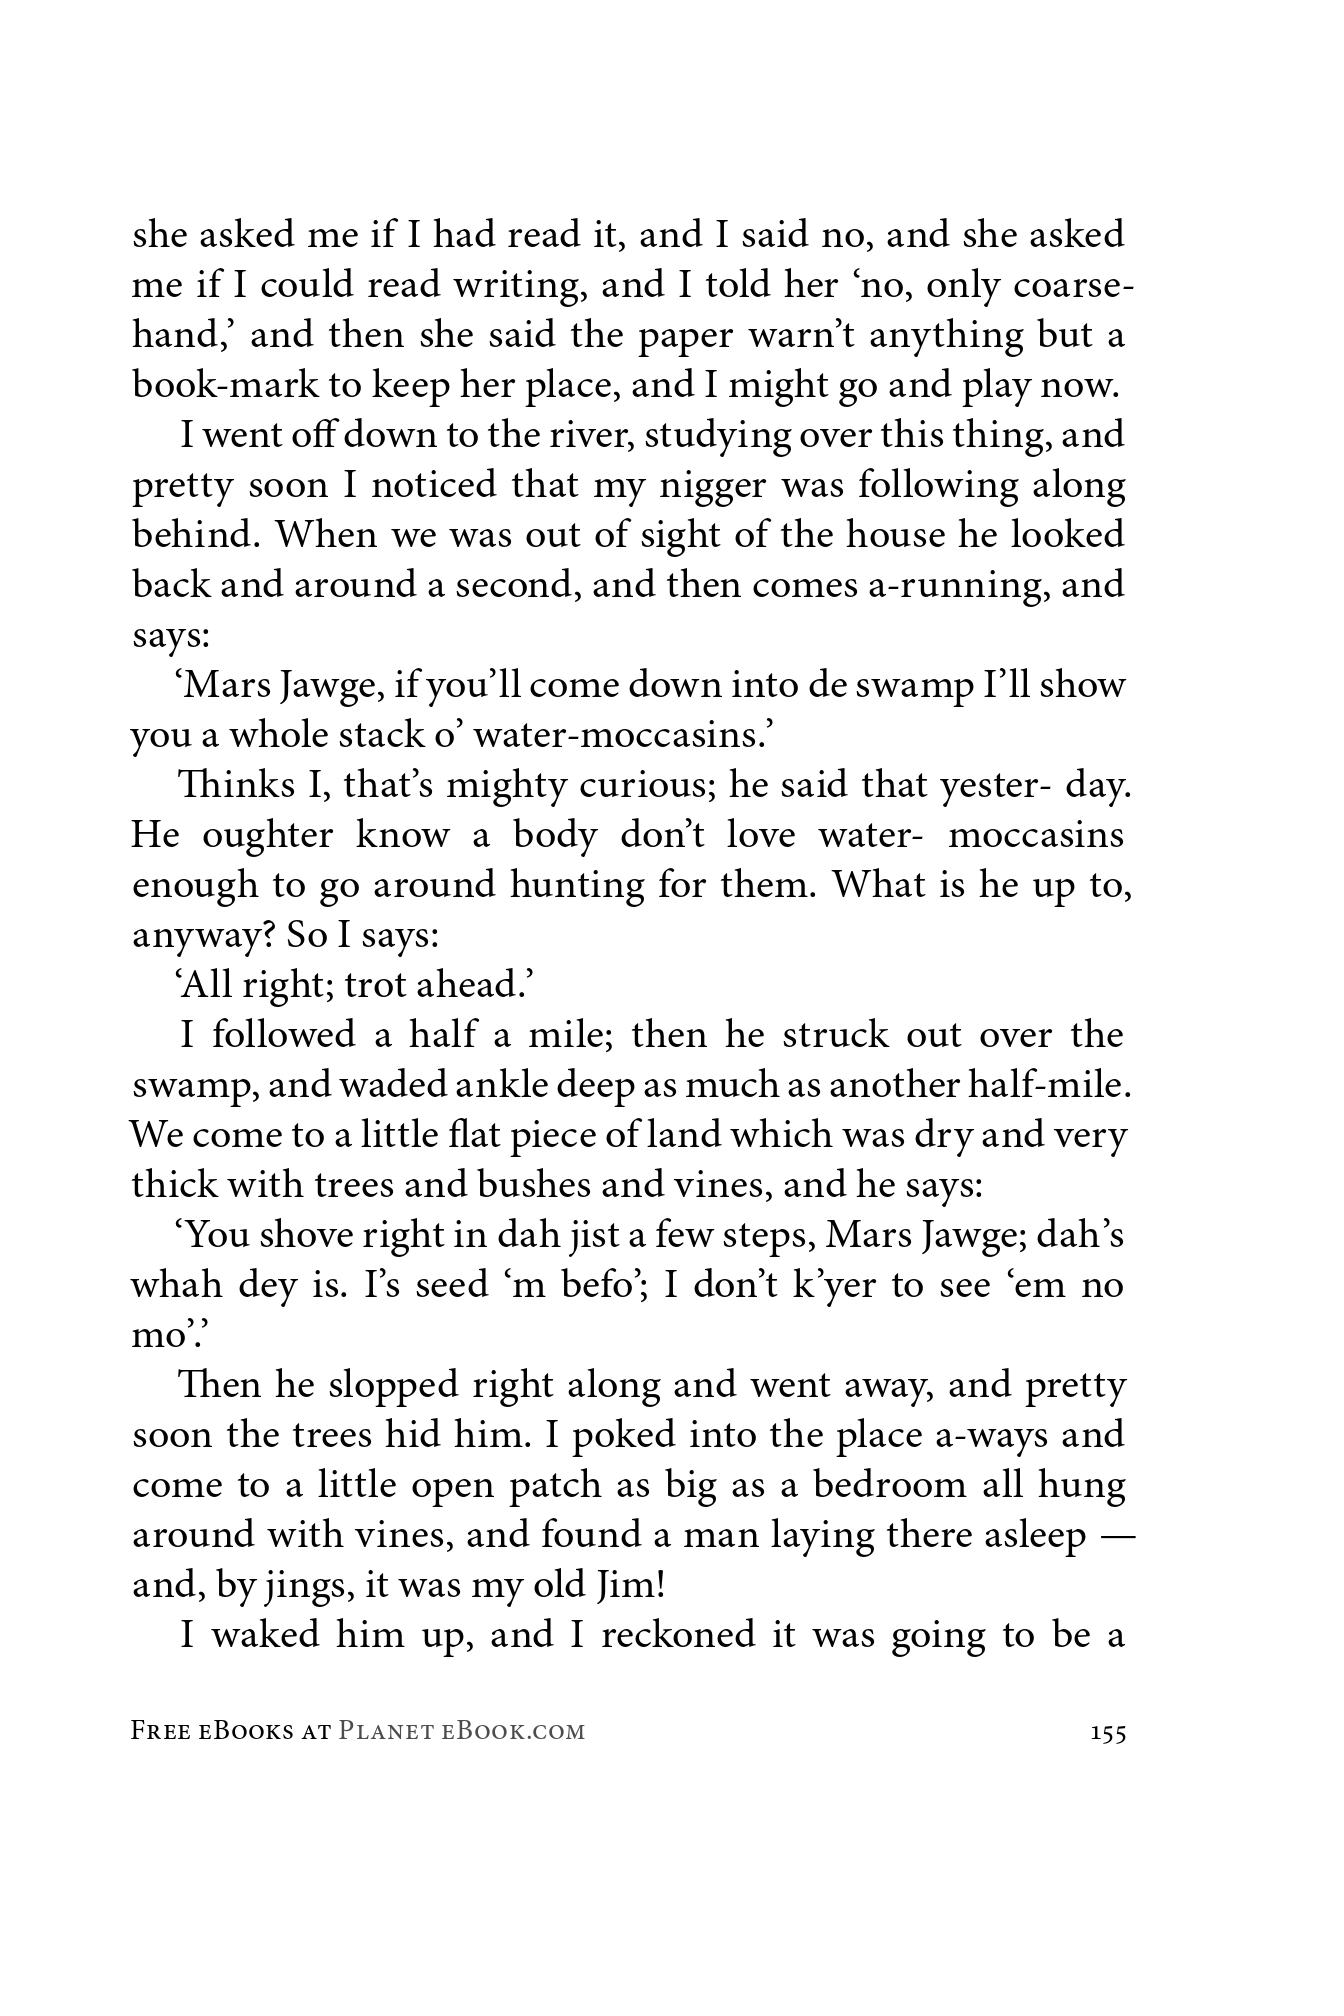 she asked me if I had read it, and I said no, and she asked
me if I could read writing, and I told her ‘no, only coarse-
hand,’ and then she said the paper warn’t anything but a
book-mark to keep her place, and I might go and play now.
I went off down to the river, studying over this thing, and
pretty soon I noticed that my nigger was following along
behind. When we was out of sight of the house he looked
back and around a second, and then comes a-running, and
says:
‘Mars Jawge, if you’ll come down into de swamp I’ll show
you a whole stack o’ water-moccasins.’
Thinks I, that’s mighty curious; he said that yester- day.
He oughter know a body don’t love water- moccasins
enough to go around hunting for them. What is he up to,
anyway? So I says:
‘All right; trot ahead.’
I followed a half a mile; then he struck out over the
swamp, and waded ankle deep as much as another half-mile.
We come to a little flat piece of land which was dry and very
thick with trees and bushes and vines, and he says:
‘You shove right in dah jist a few steps, Mars Jawge; dah’s
whah dey is. I’s seed ‘m befo’; I don’t k’yer to see ‘em no
mo’.’
Then he slopped right along and went away, and pretty
soon the trees hid him. I poked into the place a-ways and
come to a little open patch as big as a bedroom all hung
around with vines, and found a man laying there asleep —
and, by jings, it was my old Jim!
I waked him up, and I reckoned it was going to be a
Free eBooks at Planet eBook.com 155